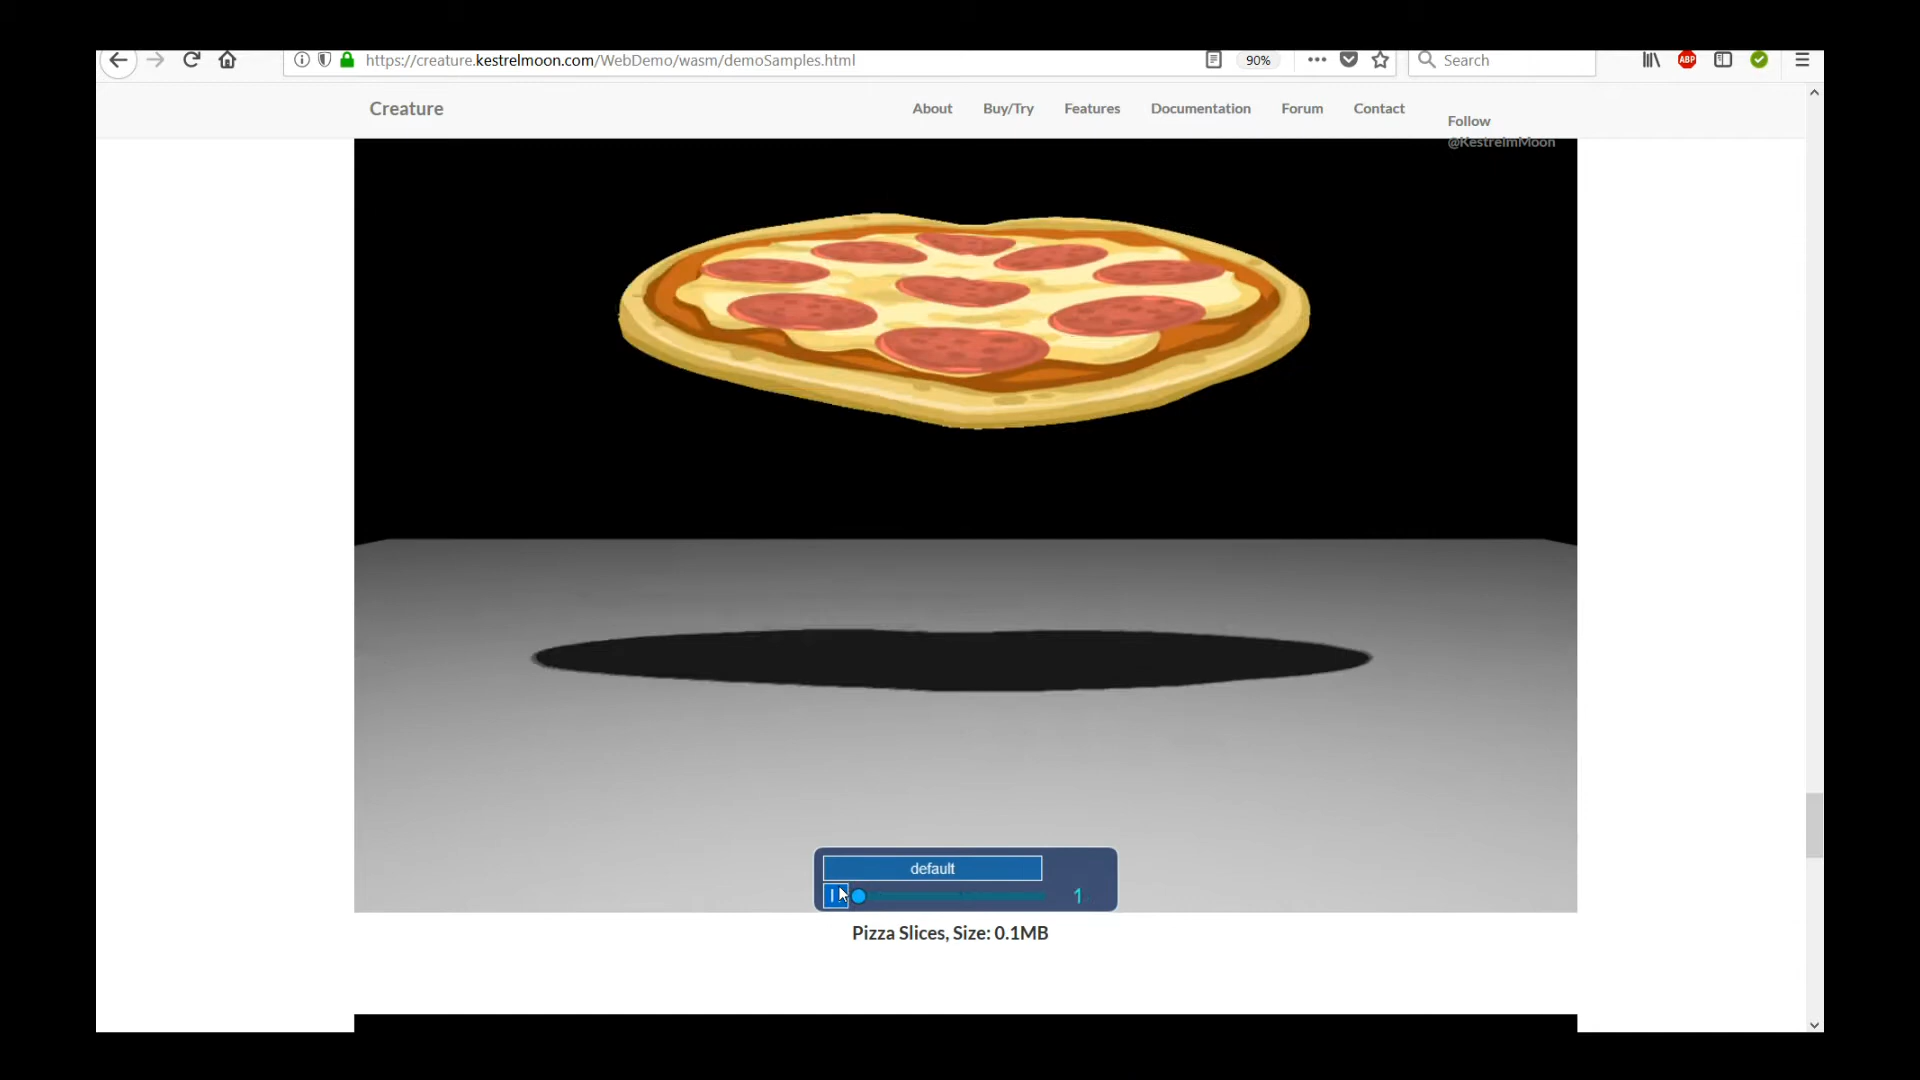 https://creature.kestrelmoon.com/WebDemo/wasm/demoSamples.html
90%
Search
ABP
Creature
About
Buy/Try
Features
Documentation
Forum
Contact
Follow
@KestrelmMoon
default
1
Pizza Slices, Size: 0.1MB